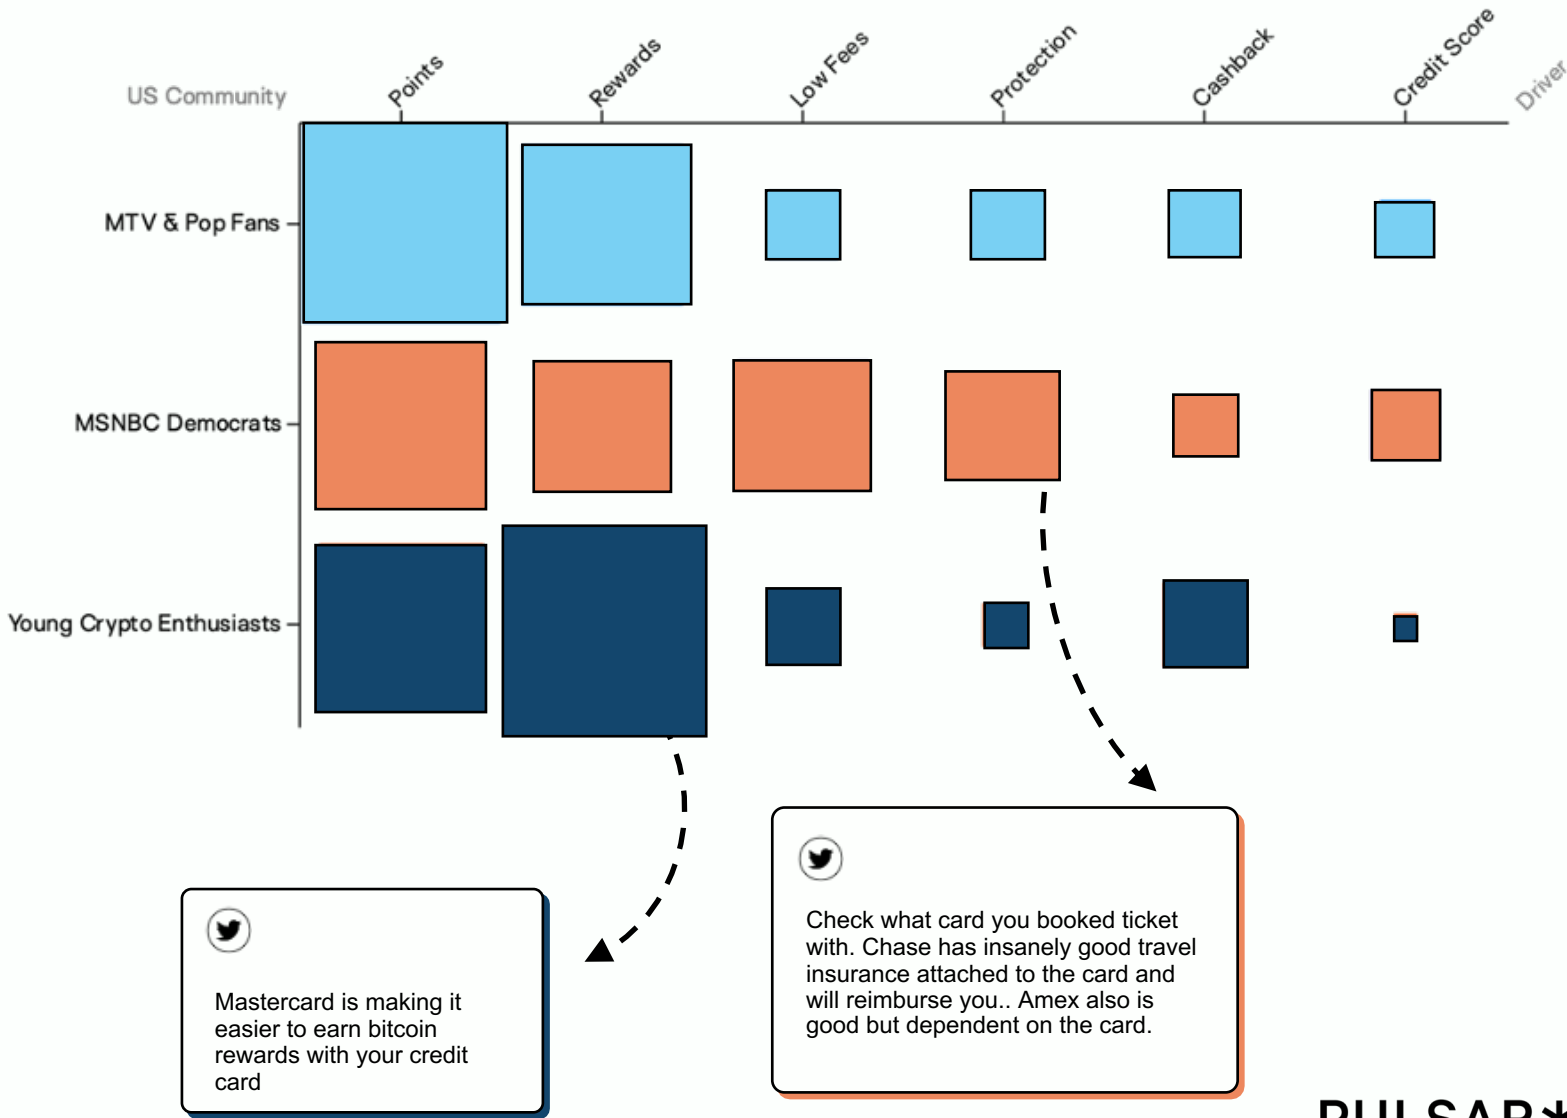 US Community
Points
Rewards
Low Fees
Protection
Cashback
Credit Score
Driver
MTV & Pop Fans
MSNBC Democrats
Young Crypto Enthusiasts
Check what card you booked ticket
with. Chase has insanely good travel
insurance attached to the card and
will reimburse you.. Amex also is
good but dependent on the card.
Mastercard is making it
easier to earn bitcoin
rewards with your credit
card
PULSAR*